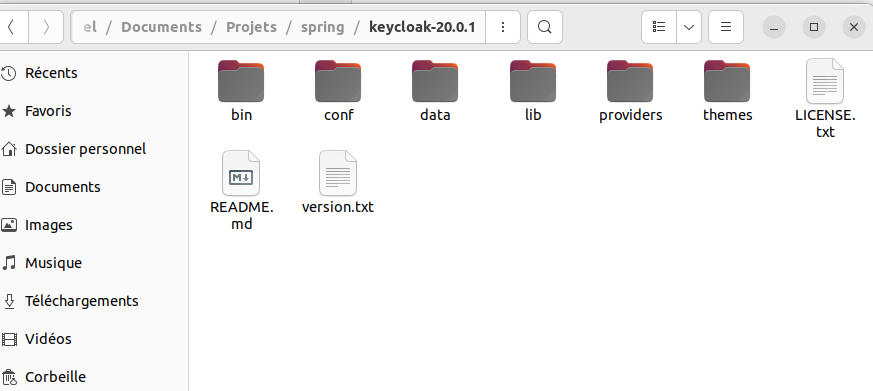 el / Documents / Projets / spring / keycloak-20.0.1
Récents
Favoris
Dossier personnel
Documents
Images
Musique
Téléchargements
Vidéos
Corbeille
bin
conf
data
lib
providers
themes
LICENSE.
txt
README.
md
version.txt